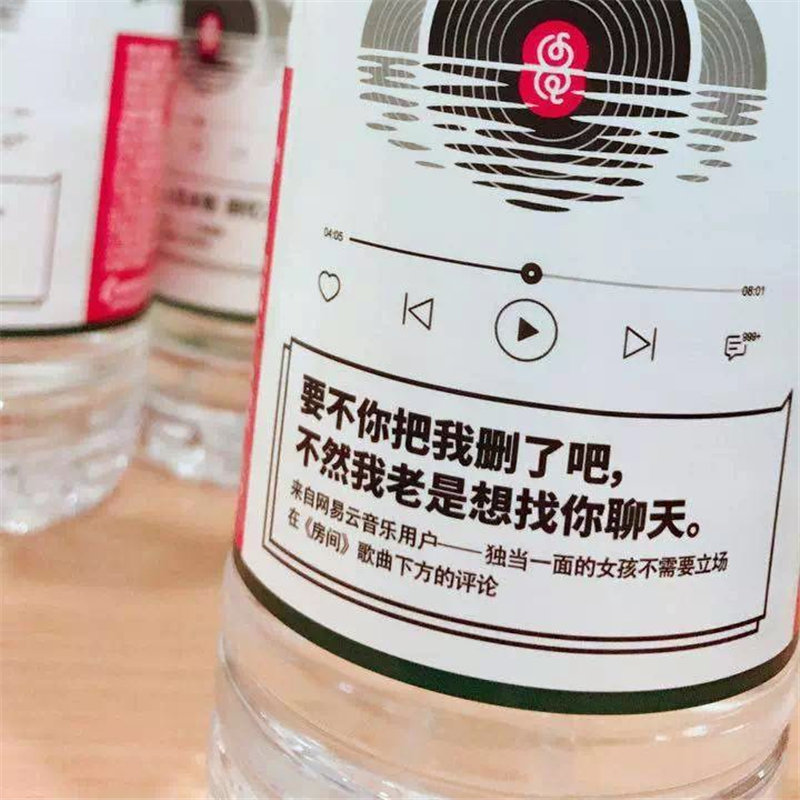 04:05
08:01
999+
要不你把我删了吧，
不然我老是想找你聊天。
来自网易云音乐用户——独当一面的女孩不需要立场
在《房间》歌曲下方的评论